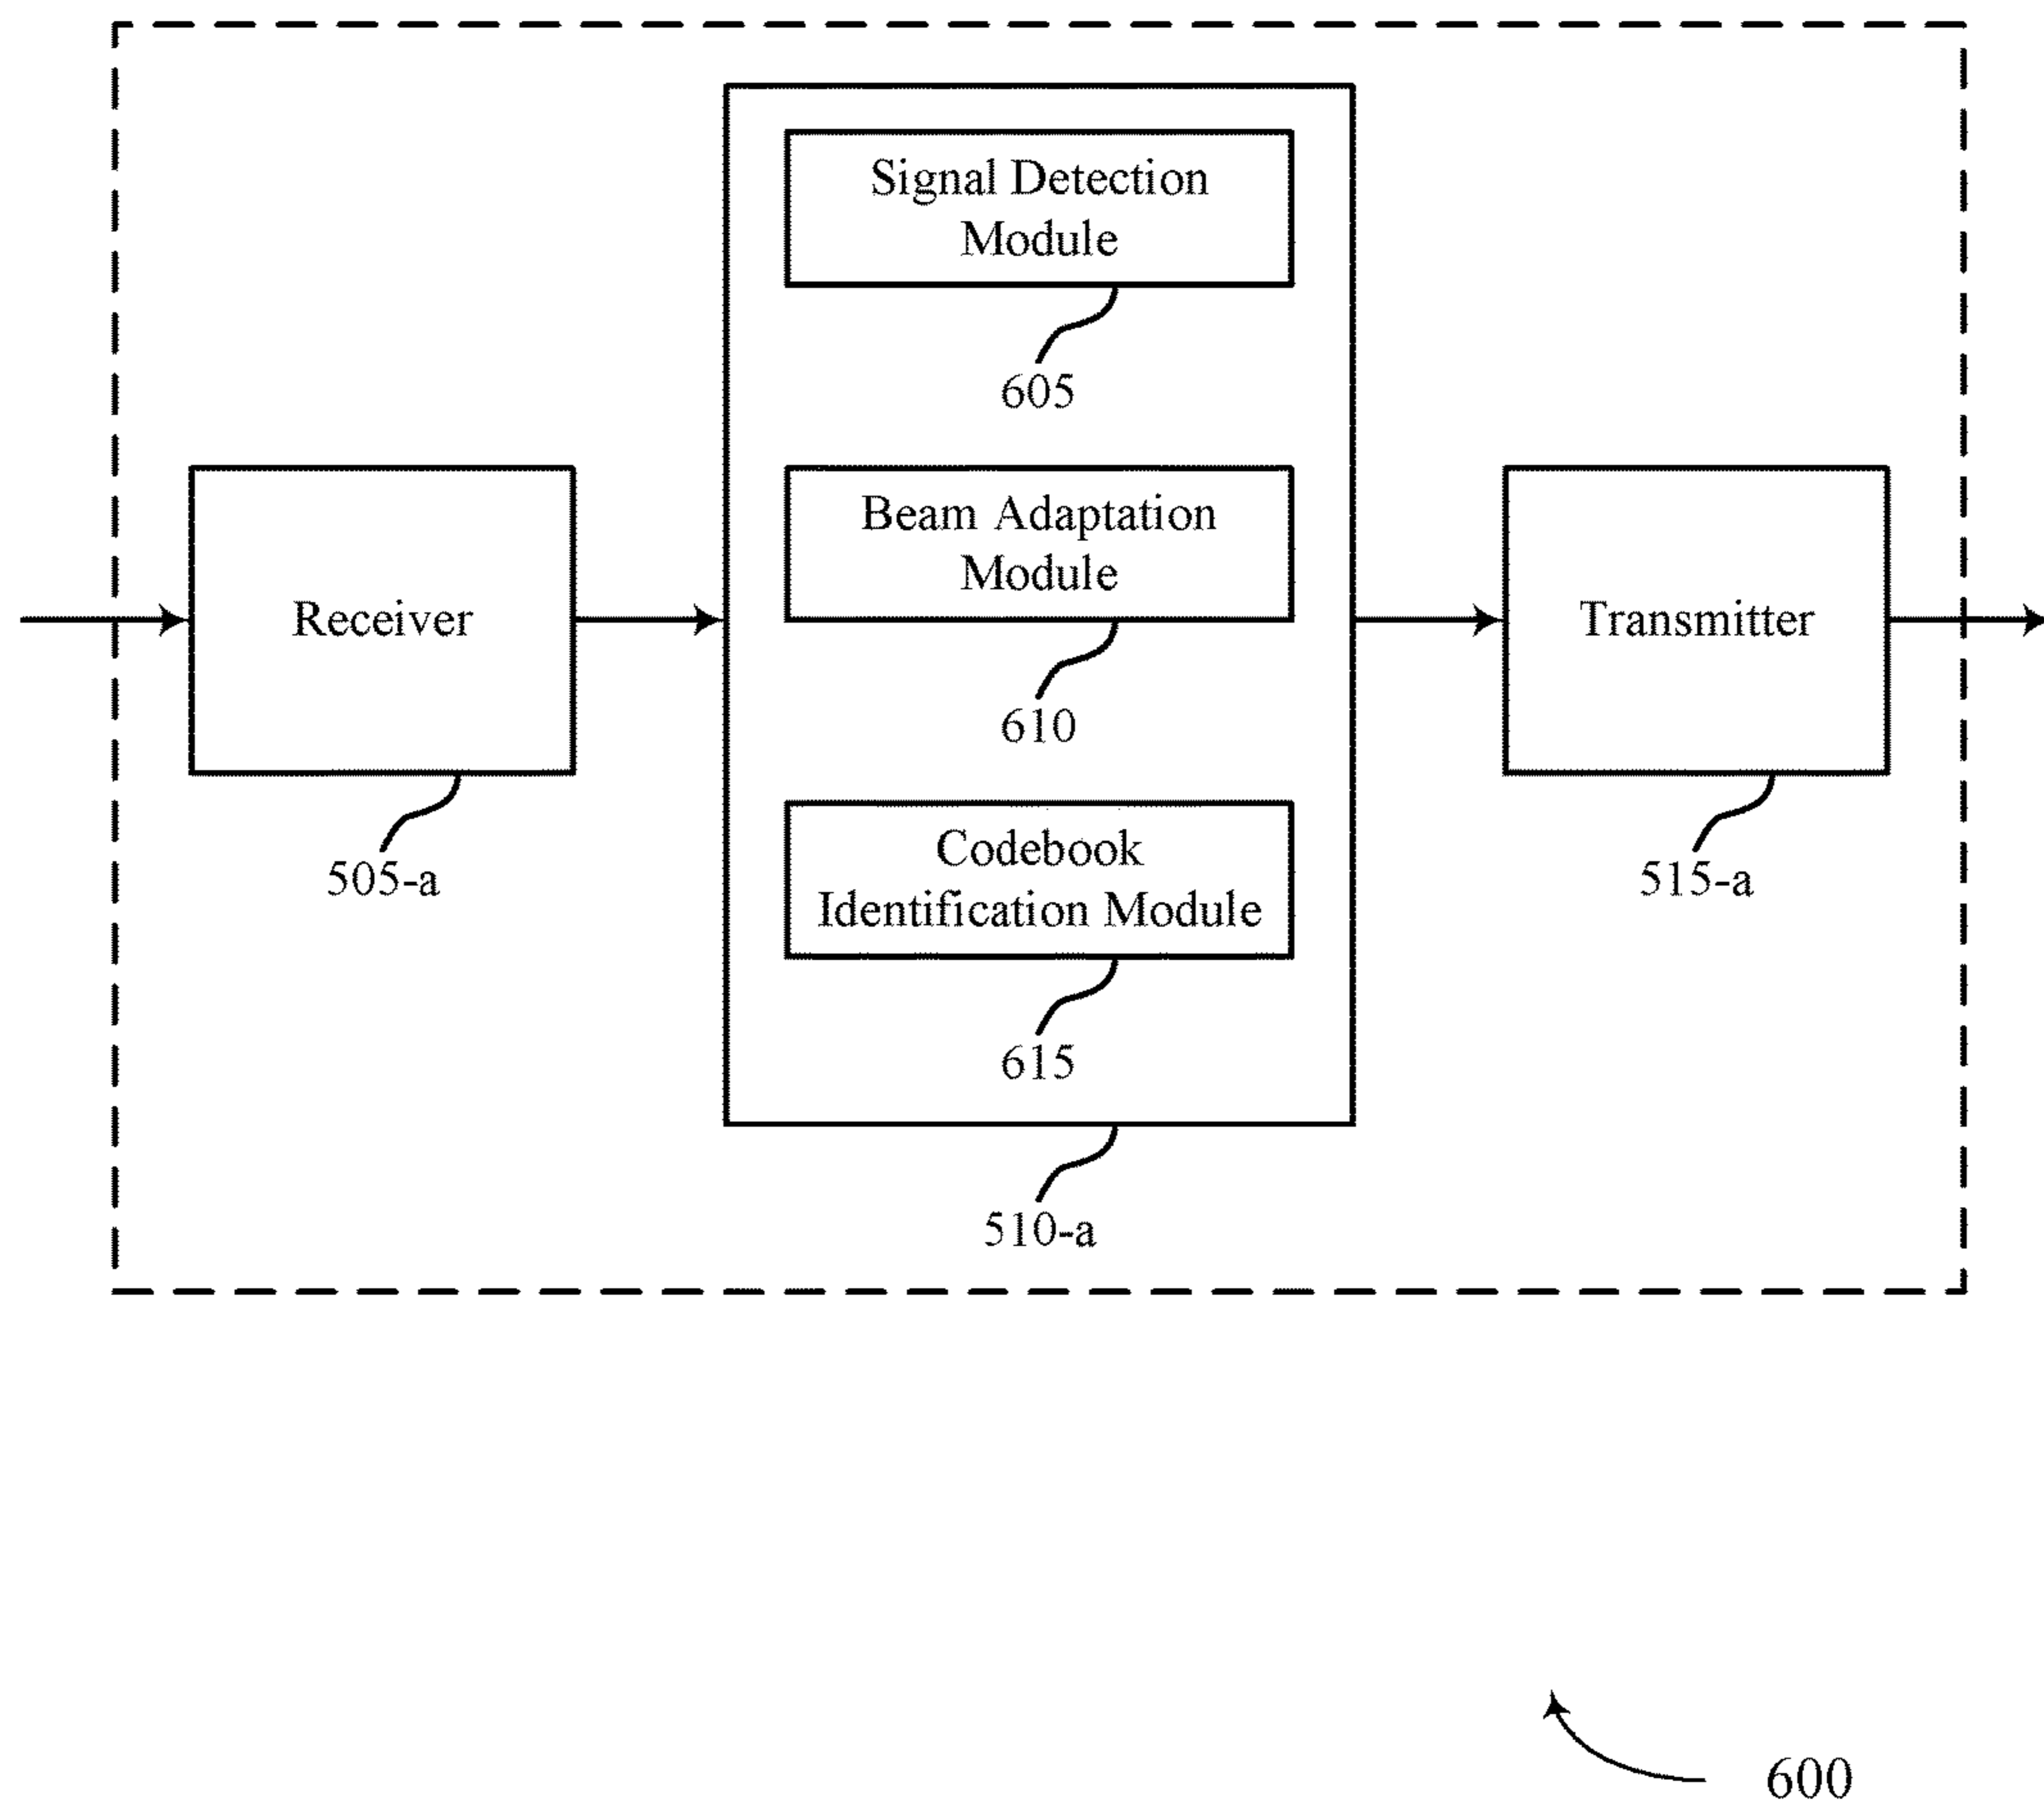 Signal Detection
Module
605
Beam Adaptation
Module
610
Receiver
505-a
Transmitter
515-a
Codebook
Identification Module
615
510-a
600